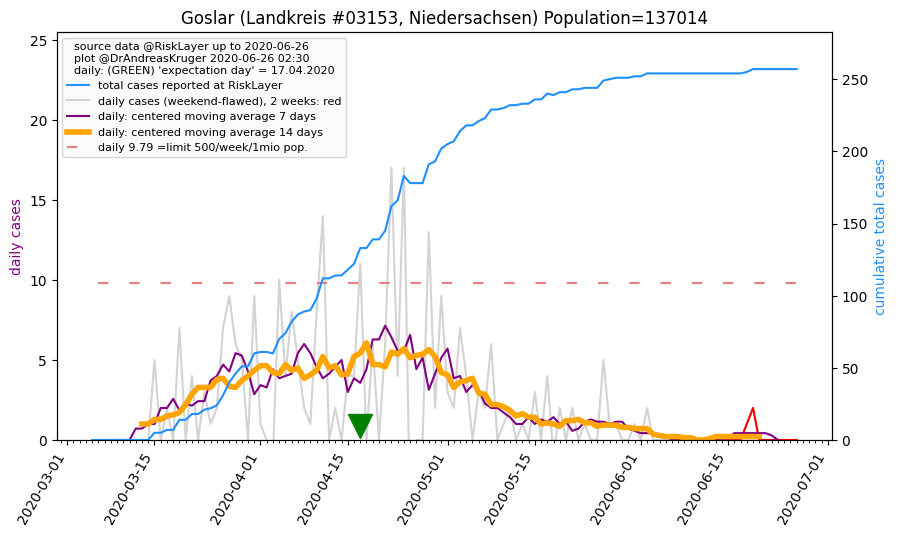 Goslar (Landkreis #03153, Niedersachsen) Population=137014
source data @RiskLayer up to 2020-06-26
plot @DrAndreasKruger 2020-06-26 02:30
daily: (GREEN) 'expectation day' = 17.04.2020
total cases reported at RiskLayer
daily cases (weekend-flawed), 2 weeks: red
daily: centered moving average 7 days
daily: centered moving average 14 days
daily 9.79 =limit 500/week/1mio pop.
daily cases
25
20
15
10
5
0
cumulative total cases
250
200
150
100
50
0
2020-03-01
2020-03-15
2020-04-01
2020-04-15
2020-05-01
2020-05-15
2020-06-01
2020-06-15
2020-07-01